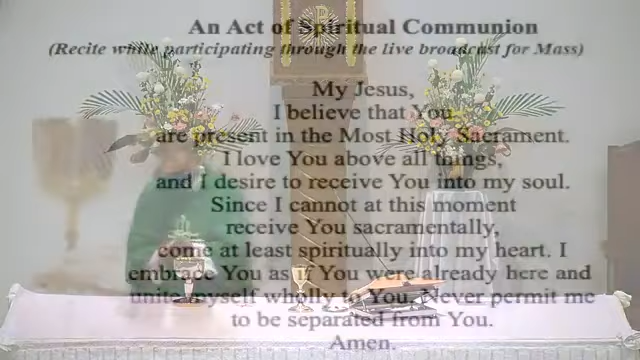 An Act of Spiritual Communion
(Recite while participating through the live broadcast for Mass)
My Jesus,
I believe that You
are present in the Most Holy Sacrament.
I love You above all things,
and I desire to receive You into my soul.
Since I cannot at this moment
receive You sacramentally,
come at least spiritually into my heart. I
embrace You as if You were already here and
unite myself wholly to You. Never permit me
to be separated from You.
Amen.